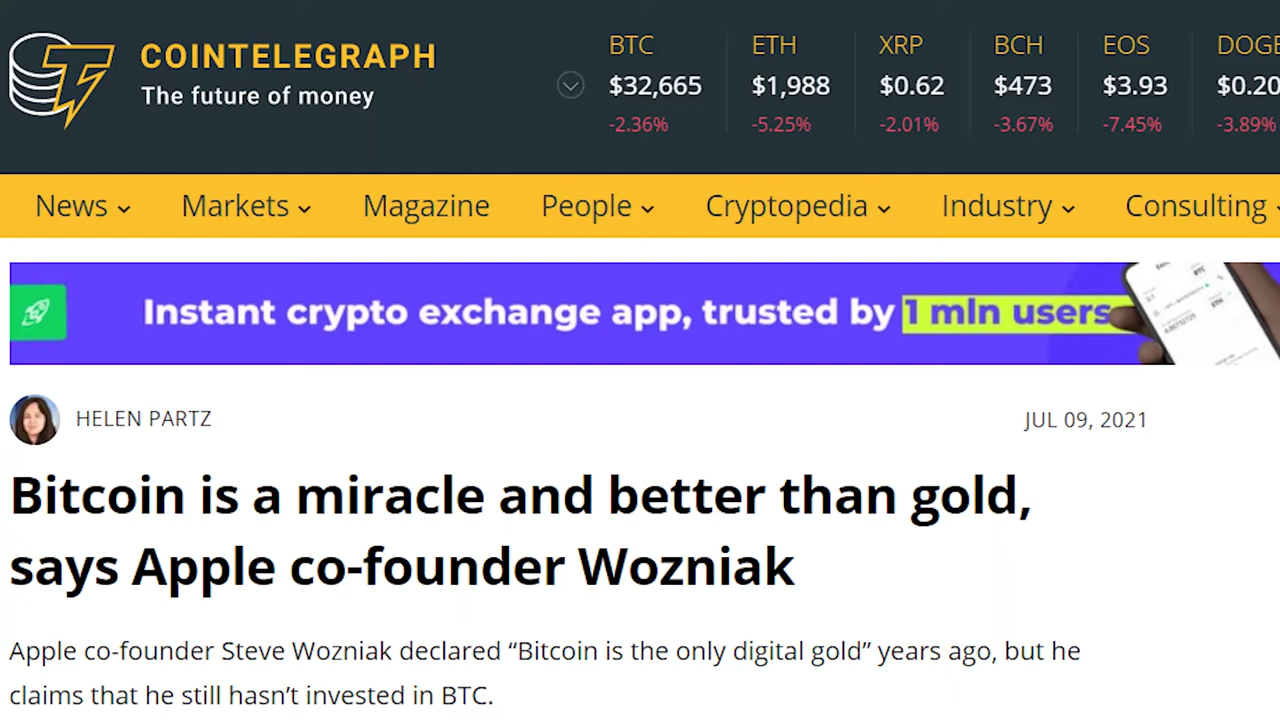 COINTELEGRAPH
The future of money
BTC ETH XRP BCH EOS DOGE
$32,665 $1,988 $0.62 $473 $3.93 $0.20
-2.36% -5.25% -2.01% -3.67% -7.45% -3.89%
News Markets Magazine People Cryptopedia Industry Consulting
Instant crypto exchange app, trusted by 1 mln users
HELEN PARTZ
JUL 09, 2021
Bitcoin is a miracle and better than gold,
says Apple co-founder Wozniak
Apple co-founder Steve Wozniak declared “Bitcoin is the only digital gold” years ago, but he
claims that he still hasn’t invested in BTC.